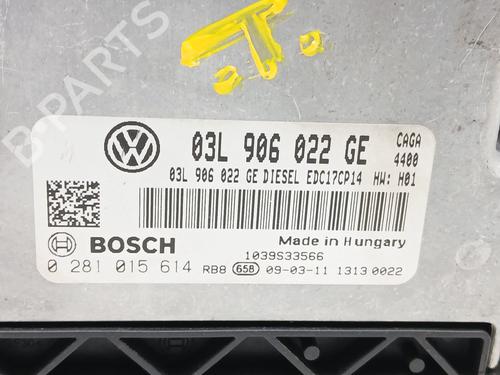 B-PARTS
.T.
03L 906 022 GE CAGA 4400
03L 906 022 GE DIESEL EDC17CP14 HW: H01
BOSCH
Made in Hungary
1039S33566
0 281 015 614 RB8 658 09-03-11 1313 0022